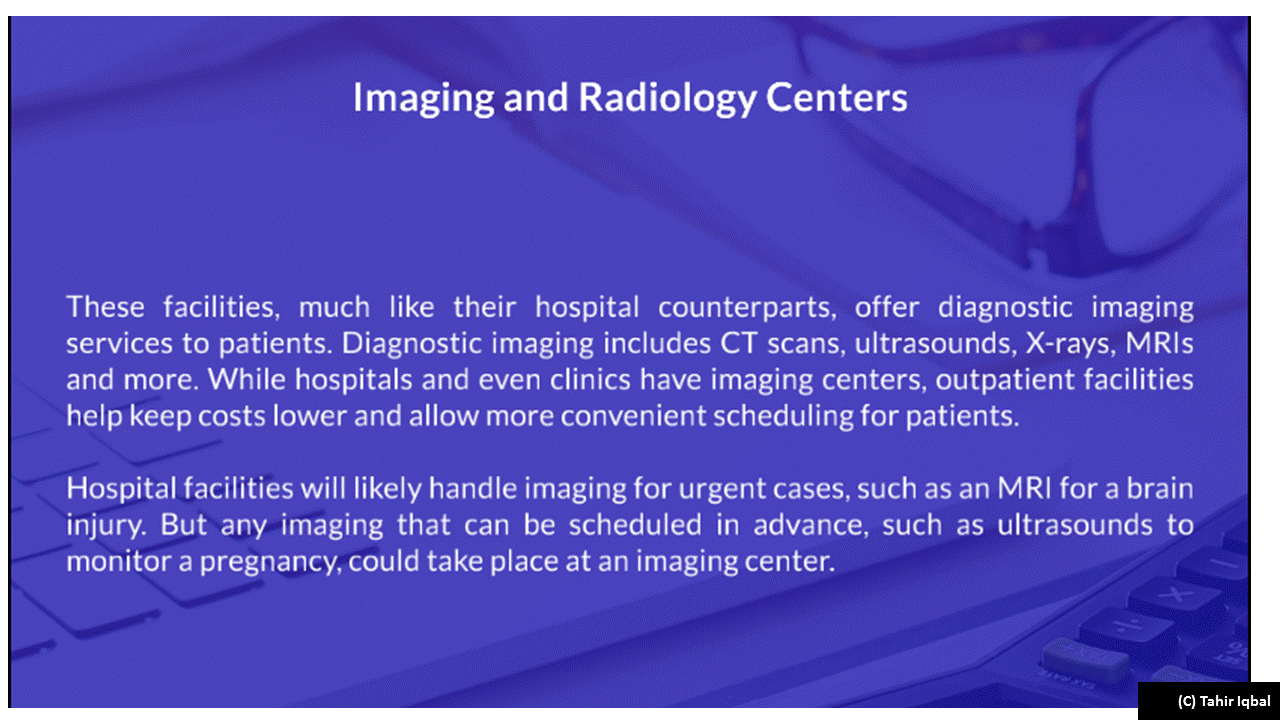 Imaging and Radiology Centers
These facilities, much like their hospital counterparts, offer diagnostic imaging
services to patients. Diagnostic imaging includes CT scans, ultrasounds, X-rays, MRIs
and more. While hospitals and even clinics have imaging centers, outpatient facilities
help keep costs lower and allow more convenient scheduling for patients.
Hospital facilities will likely handle imaging for urgent cases, such as an MRI for a brain
injury. But any imaging that can be scheduled in advance, such as ultrasounds to
monitor a pregnancy, could take place at an imaging center.
TAX RATE
SET
%
(C) Tahir Iqbal